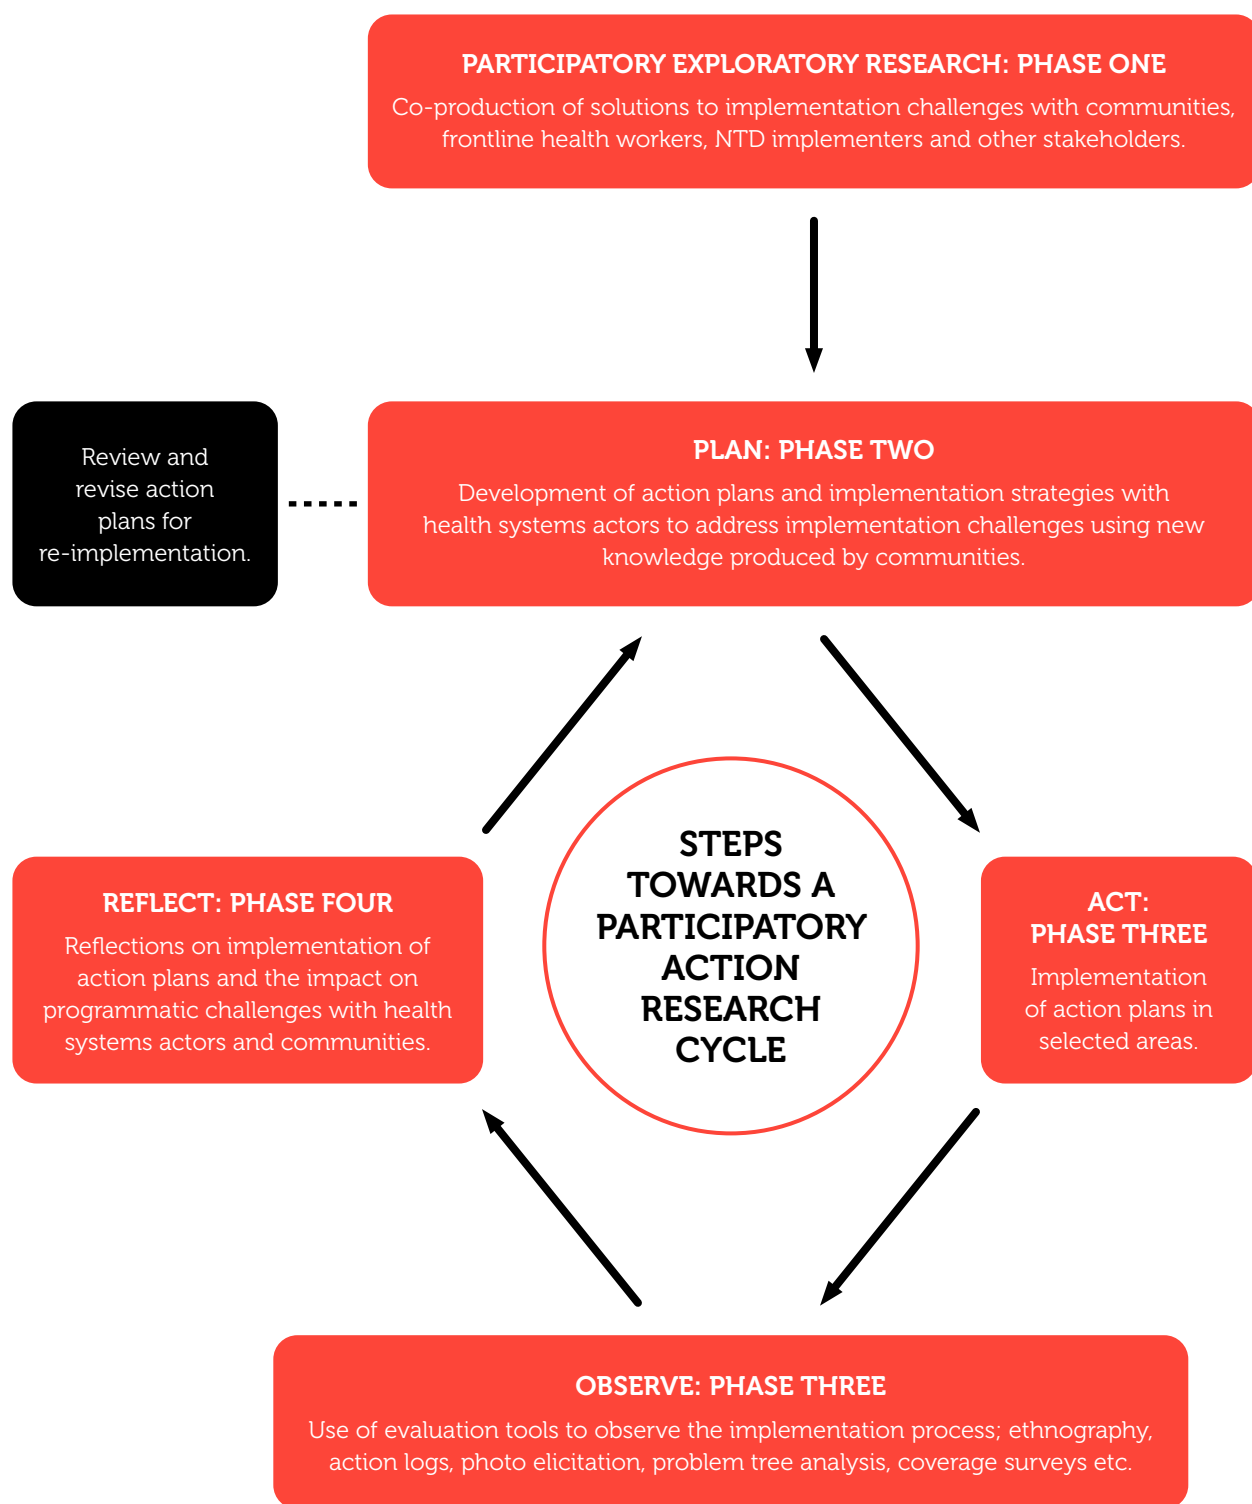 PARTICIPATORY EXPLORATORY RESEARCH: PHASE ONE
Co-production of solutions to implementation challenges with communities,
frontline health workers, NTD implementers and other stakeholders.
Review and
revise action
plans for
re-implementation.
PLAN: PHASE TWO
Development of action plans and implementation strategies with
health systems actors to address implementation challenges using new
knowledge produced by communities.
STEPS
TOWARDS A
PARTICIPATORY
ACTION
RESEARCH
CYCLE
ACT:
PHASE THREE
Implementation
of action plans in
selected areas.
OBSERVE: PHASE THREE
Use of evaluation tools to observe the implementation process; ethnography,
action logs, photo elicitation, problem tree analysis, coverage surveys etc.
REFLECT: PHASE FOUR
Reflections on implementation of
action plans and the impact on
programmatic challenges with health
systems actors and communities.